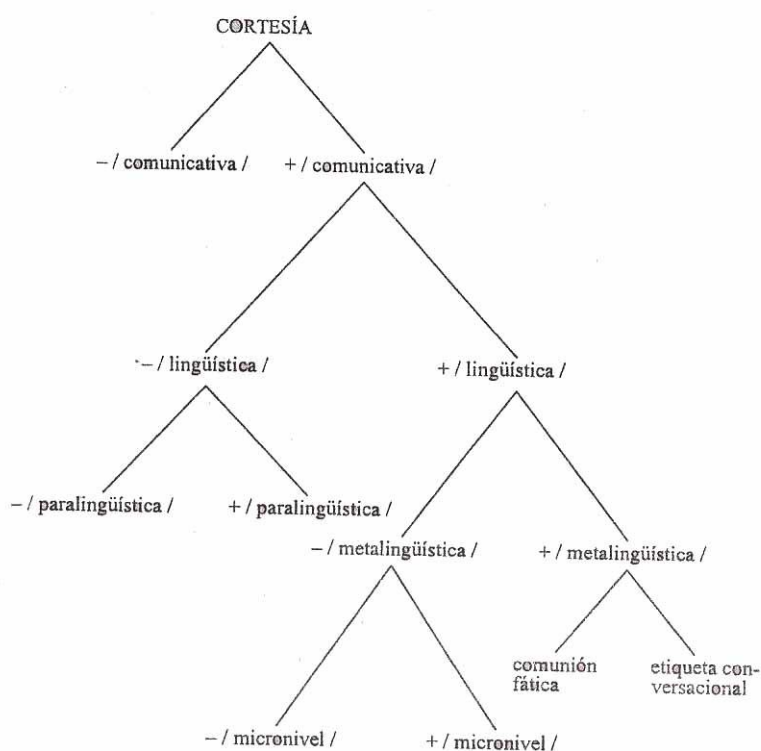 CORTESÍA
– / comunicativa / + / comunicativa /
– / lingüística / + / lingüística /
– / paralingüística / + / paralingüística /
– / metalingüística / + / metalingüística /
comunión etiqueta con-
fática versacional
– / micronivel / + / micronivel /